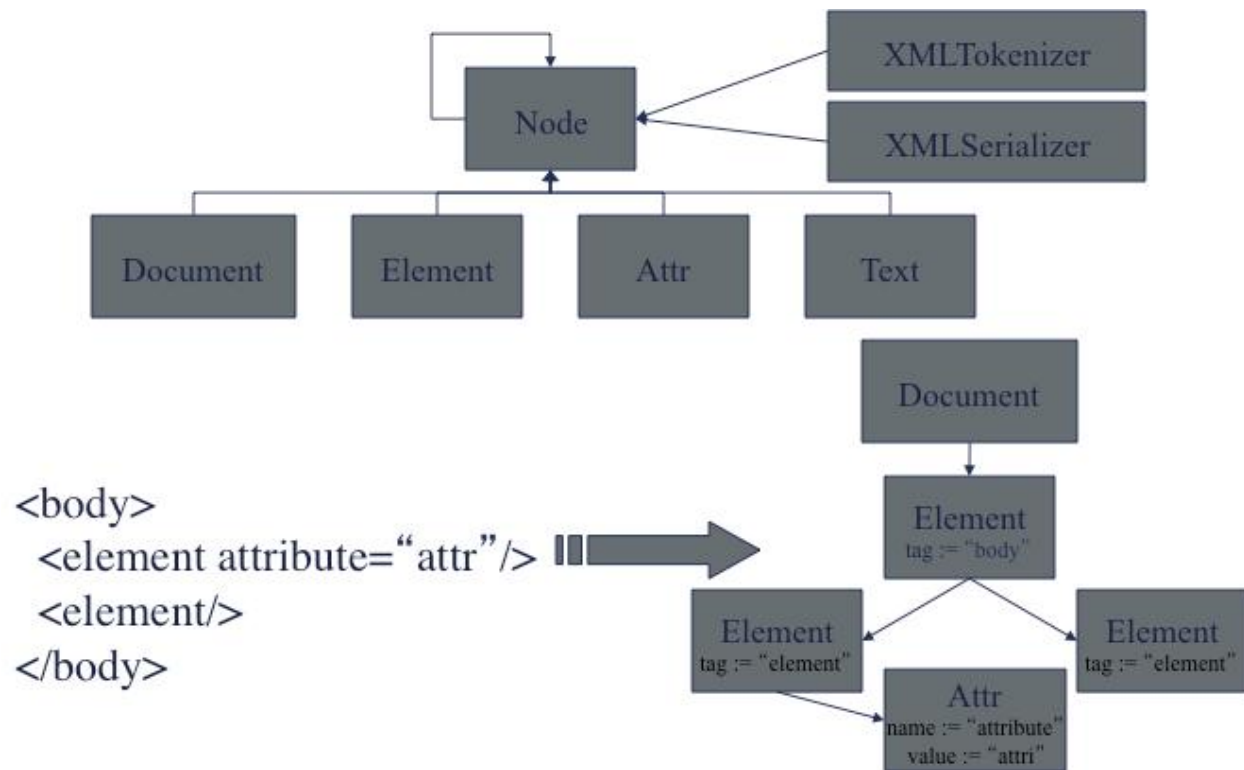 XMLTokenizer
Node
XMLSerializer
Document
Element
Attr
Text
<body>
<element attribute=“attr”/>
<element/>
</body>
Document
Element
tag := “body”
Element
tag := “element”
Element
tag := “element”
Attr
name := “attribute”
value := “attri”